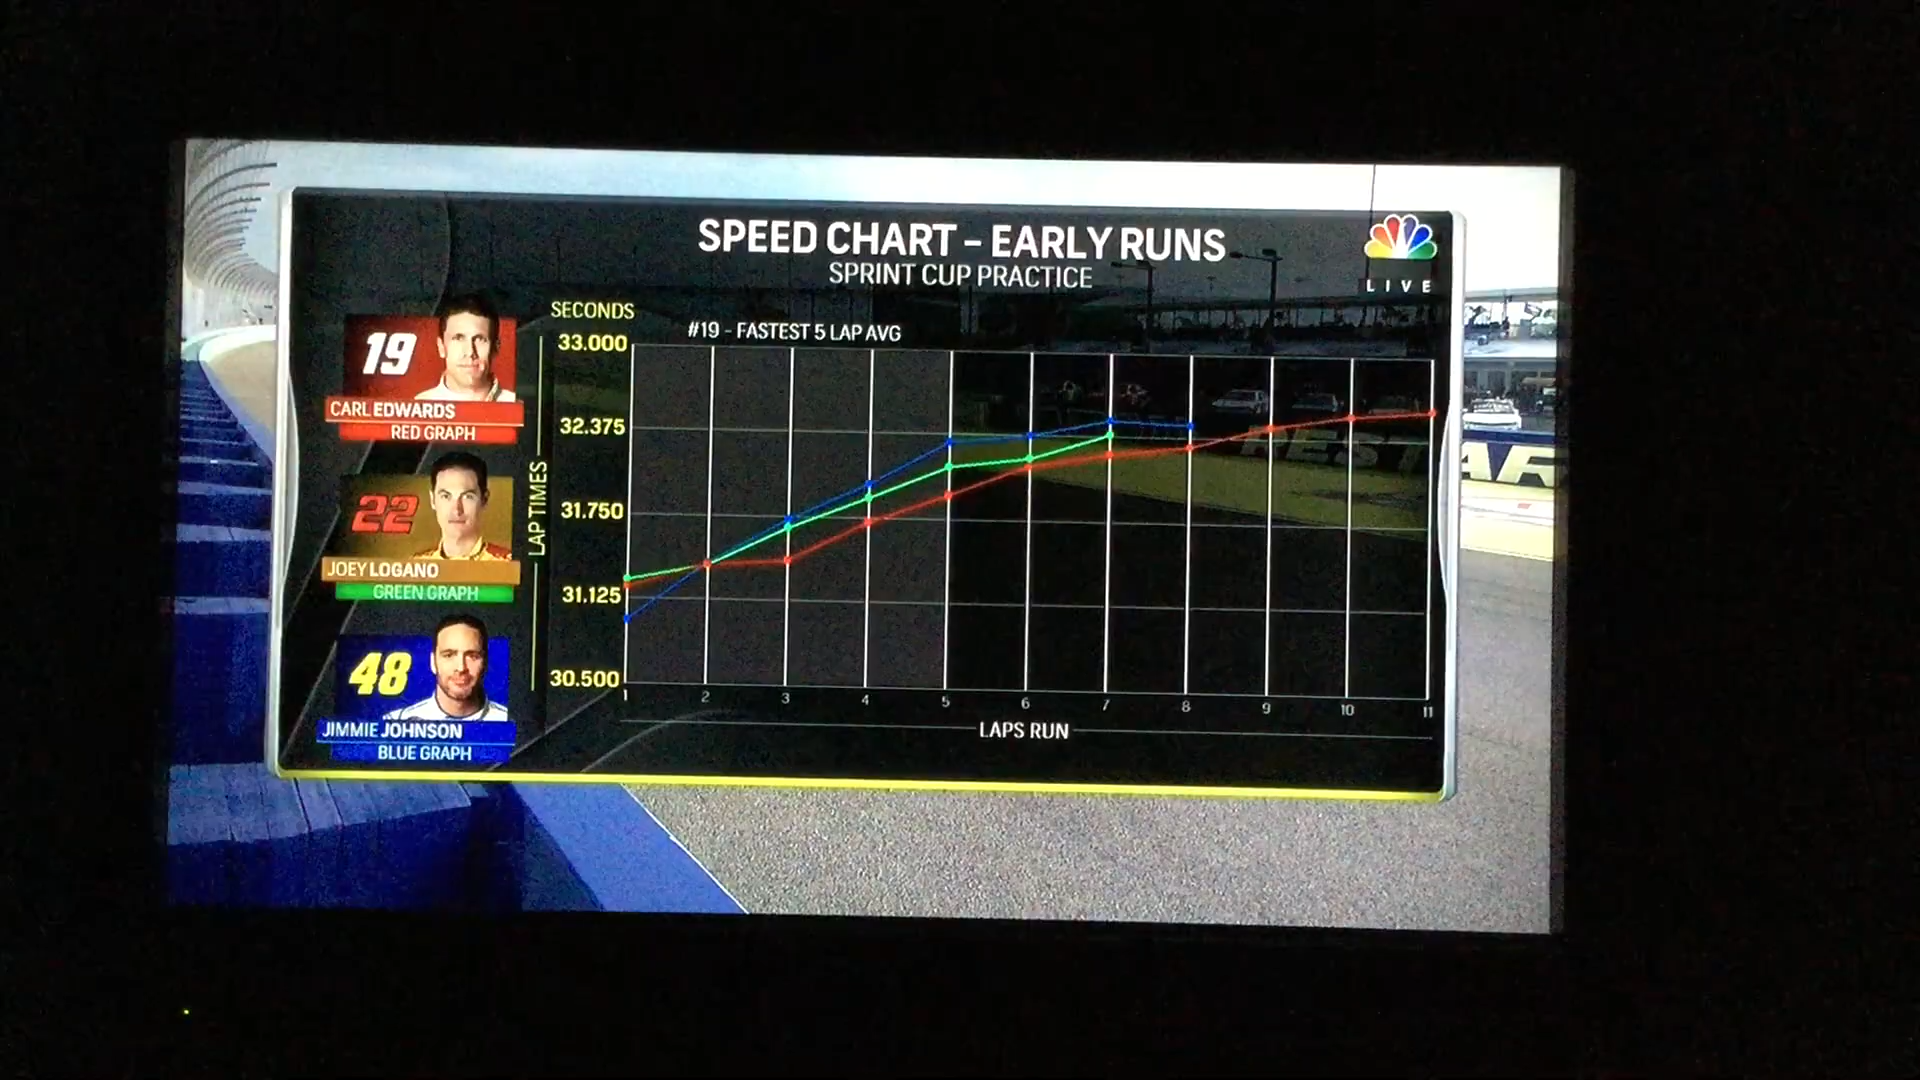 SPEED CHART - EARLY RUNS
SPRINT CUP PRACTICE
LIVE
19
CARL EDWARDS
RED GRAPH
22
JOEY LOGANO
GREEN GRAPH
48
JIMMIE JOHNSON
BLUE GRAPH
SECONDS
#19 - FASTEST 5 LAP AVG
33.000
32.375
31.750
31.125
30.500
LAP TIMES
1 2 3 4 5 6 7 8 9 10 11
LAPS RUN